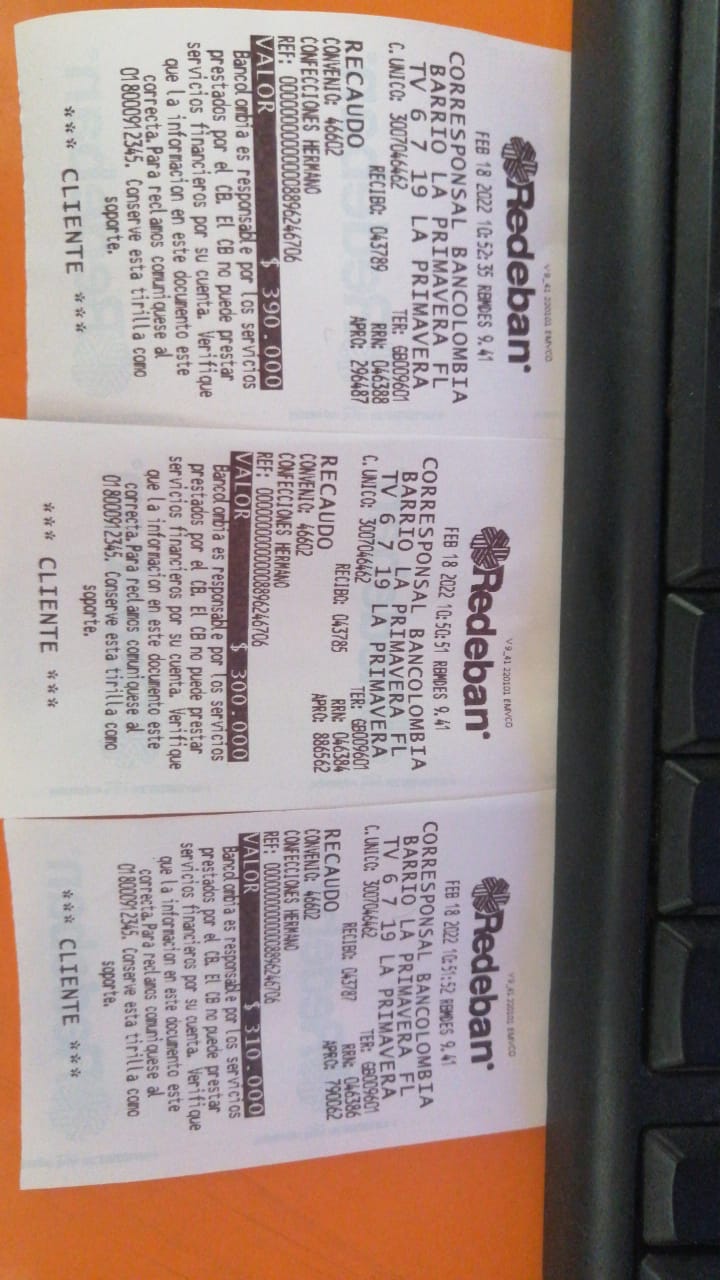 V9_41 220101 EMVCO
Redeban
FEB 18 2022 10:52:35 RBMDES 9.41
CORRESPONSAL BANCOLOMBIA
BARRIO LA PRIMAVERA FL
TV 6 7 19 LA PRIMAVERA
C.UNICO: 3007046462 TER: GB009601
RECIBO: 043789 RRN: 046388
APRO: 296487
RECAUDO
CONVENIO: 46602
CONFECCIONES HERMANO
REF: 000000000000008896246706
VALOR $ 390.000
Bancolombia es responsable por los servicios
prestados por el CB. El CB no puede prestar
servicios financieros por su cuenta. Verifique
que la informacion en este documento este
correcta.Para reclamos comuniquese al
018000912345. Conserve esta tirilla como
soporte.
*** CLIENTE ***
V9_41 220101 EMVCO
Redeban
FEB 18 2022 10:50:51 RBMDES 9.41
CORRESPONSAL BANCOLOMBIA
BARRIO LA PRIMAVERA FL
TV 6 7 19 LA PRIMAVERA
C.UNICO: 3007046462 TER: GB009601
RECIBO: 043785 RRN: 046384
APRO: 886562
RECAUDO
CONVENIO: 46602
CONFECCIONES HERMANO
REF: 000000000000008896246706
VALOR $ 300.000
Bancolombia es responsable por los servicios
prestados por el CB. El CB no puede prestar
servicios financieros por su cuenta. Verifique
que la informacion en este documento este
correcta.Para reclamos comuniquese al
018000912345. Conserve esta tirilla como
soporte.
*** CLIENTE ***
V9_41 220101 EMVCO
Redeban
FEB 18 2022 10:51:52 RBMDES 9.41
CORRESPONSAL BANCOLOMBIA
BARRIO LA PRIMAVERA FL
TV 6 7 19 LA PRIMAVERA
C.UNICO: 3007046462 TER: GB009601
RECIBO: 043787 RRN: 046386
APRO: 790062
RECAUDO
CONVENIO: 46602
CONFECCIONES HERMANO
REF: 000000000000008896246706
VALOR $ 310.000
Bancolombia es responsable por los servicios
prestados por el CB. El CB no puede prestar
servicios financieros por su cuenta. Verifique
que la informacion en este documento este
correcta.Para reclamos comuniquese al
018000912345. Conserve esta tirilla como
soporte.
*** CLIENTE ***